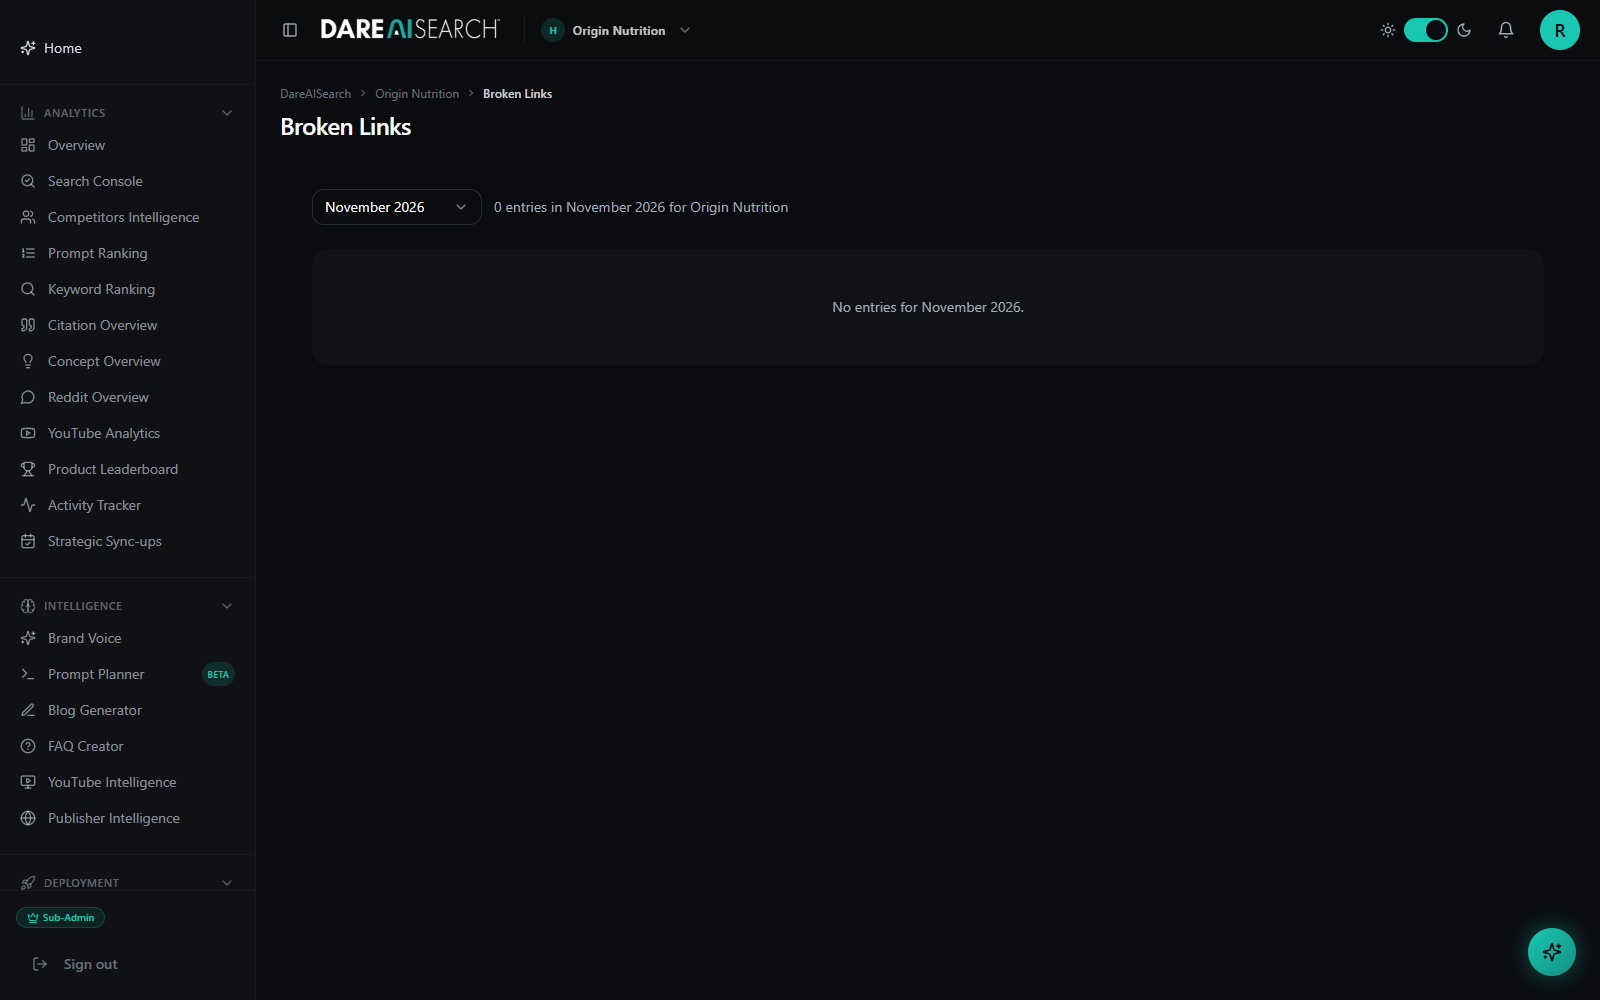 Home
ANALYTICS
Overview
Search Console
Competitors Intelligence
Prompt Ranking
Keyword Ranking
Citation Overview
Concept Overview
Reddit Overview
YouTube Analytics
Product Leaderboard
Activity Tracker
Strategic Sync-ups
INTELLIGENCE
Brand Voice
Prompt Planner BETA
Blog Generator
FAQ Creator
YouTube Intelligence
Publisher Intelligence
DEPLOYMENT
Sub-Admin
Sign out
DARE AI SEARCH
H Origin Nutrition
R
DareAISearch > Origin Nutrition > Broken Links
Broken Links
November 2026 0 entries in November 2026 for Origin Nutrition
No entries for November 2026.